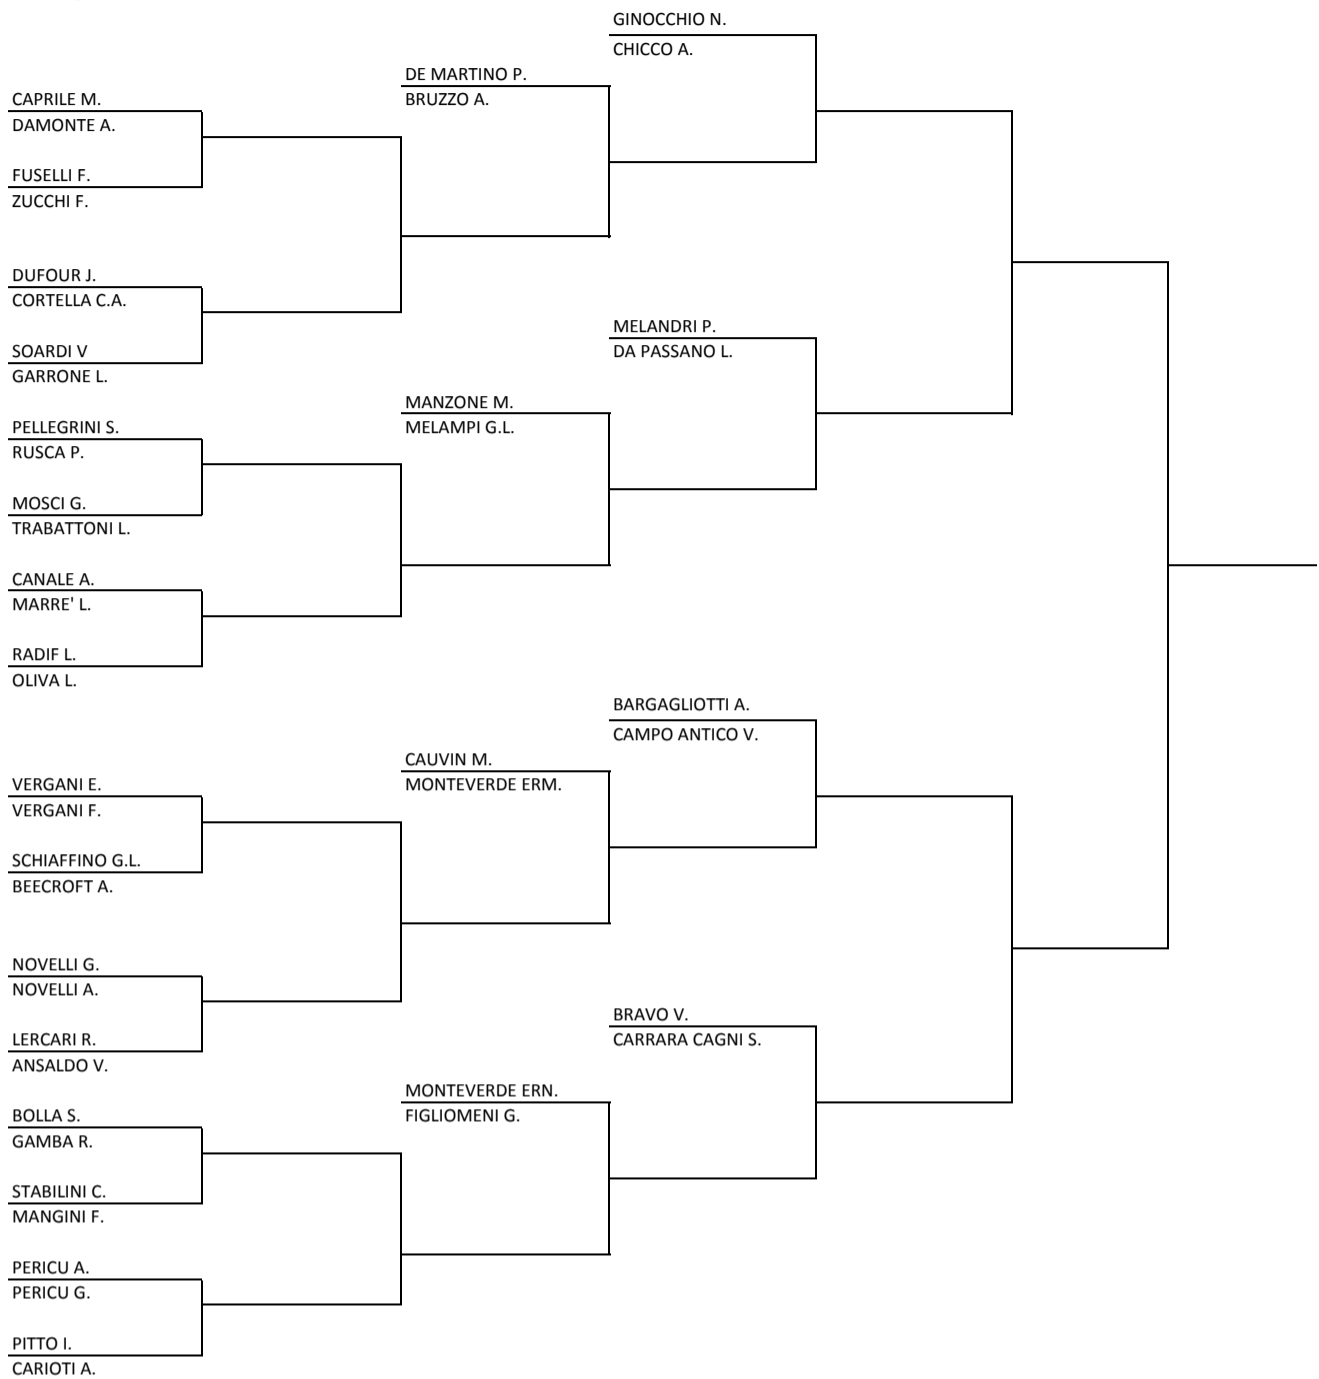 GINOCCHIO N.
CHICCO A.
DE MARTINO P.
BRUZZO A.
CAPRILE M.
DAMONTE A.
FUSELLI F.
ZUCCHI F.
DUFOUR J.
CORTELLA C.A.
MELANDRI P.
DA PASSANO L.
SOARDI V
GARRONE L.
MANZONE M.
MELAMPI G.L.
PELLEGRINI S.
RUSCA P.
MOSCI G.
TRABATTONI L.
CANALE A.
MARRE' L.
RADIF L.
OLIVA L.
BARGAGLIOTTI A.
CAMPO ANTICO V.
CAUVIN M.
MONTEVERDE ERM.
VERGANI E.
VERGANI F.
SCHIAFFINO G.L.
BEECROFT A.
NOVELLI G.
NOVELLI A.
BRAVO V.
CARRARA CAGNI S.
LERCARI R.
ANSALDO V.
MONTEVERDE ERN.
FIGLIOMENI G.
BOLLA S.
GAMBA R.
STABILINI C.
MANGINI F.
PERICU A.
PERICU G.
PITTO I.
CARIOTI A.